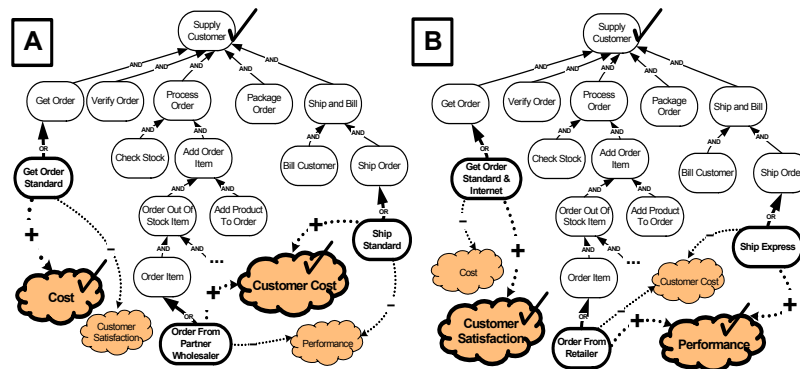 A
Supply
Customer
AND
AND
AND
AND
AND
Get Order
Verify Order
Process
Order
Package
Order
Ship and Bill
OR
AND
AND
AND
AND
Get Order
Standard
Check Stock
Add Order
Item
Bill Customer
Ship Order
AND
AND
OR
Order Out Of
Stock Item
Add Product
To Order
Ship
Standard
+
–
AND
AND
...
+
–
Order Item
Cost
Customer Cost
OR
+
Customer
Satisfaction
Order From
Partner
Wholesaler
–
Performance
B
Supply
Customer
AND
AND
AND
AND
AND
Get Order
Verify Order
Process
Order
Package
Order
Ship and Bill
OR
AND
AND
AND
AND
Get Order
Standard &
Internet
Check Stock
Add Order
Item
Bill Customer
Ship Order
AND
AND
OR
Order Out Of
Stock Item
Add Product
To Order
Ship Express
–
+
AND
AND
...
–
+
Cost
Order Item
Customer Cost
OR
–
+
Customer
Satisfaction
Order From
Retailer
Performance